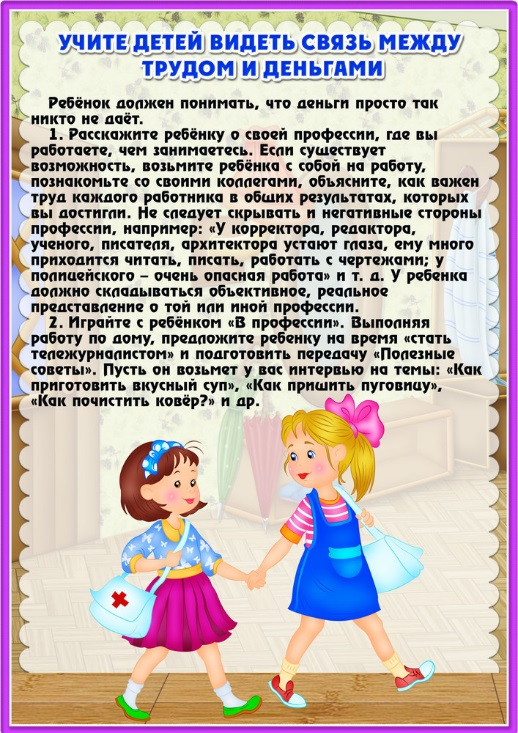 УЧИТЕ ДЕТЕЙ ВИДЕТЬ СВЯЗЬ МЕЖДУ
ТРУДОМ И ДЕНЬГАМИ
Ребёнок должен понимать, что деньги просто так
никто не даёт.
1. Расскажите ребёнку о своей профессии, где вы
работаете, чем занимаетесь. Если существует
возможность, возьмите ребёнка с собой на работу,
познакомьте со своими коллегами, объясните, как важен
труд каждого работника в общих результатах, которых
вы достигли. Не следует скрывать и негативные стороны
профессии, например: «У корректора, редактора,
ученого, писателя, архитектора устают глаза, ему много
приходится читать, писать, работать с чертежами; у
полицейского – очень опасная работа» и т. д. У ребенка
должно складываться объективное, реальное
представление о той или иной профессии.
2. Играйте с ребёнком «В профессии». Выполняя
работу по дому, предложите ребенку на время «стать
тележурналистом» и подготовить передачу «Полезные
советы». Пусть он возьмет у вас интервью на темы: «Как
приготовить вкусный суп», «Как пришить пуговицу»,
«Как почистить ковёр?» и др.